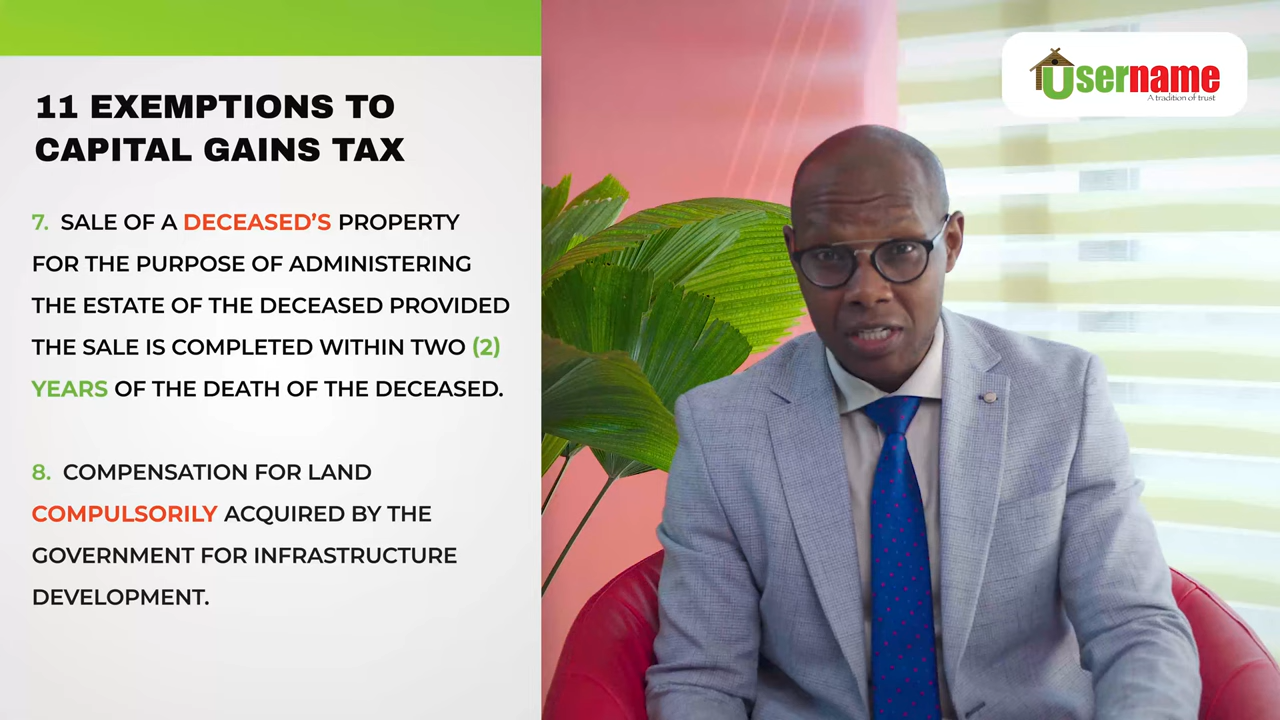 11 EXEMPTIONS TO
CAPITAL GAINS TAX
7. SALE OF A DECEASED'S PROPERTY
FOR THE PURPOSE OF ADMINISTERING
THE ESTATE OF THE DECEASED PROVIDED
THE SALE IS COMPLETED WITHIN TWO (2)
YEARS OF THE DEATH OF THE DECEASED.
8. COMPENSATION FOR LAND
COMPULSORILY ACQUIRED BY THE
GOVERNMENT FOR INFRASTRUCTURE
DEVELOPMENT.
Username
A tradition of trust